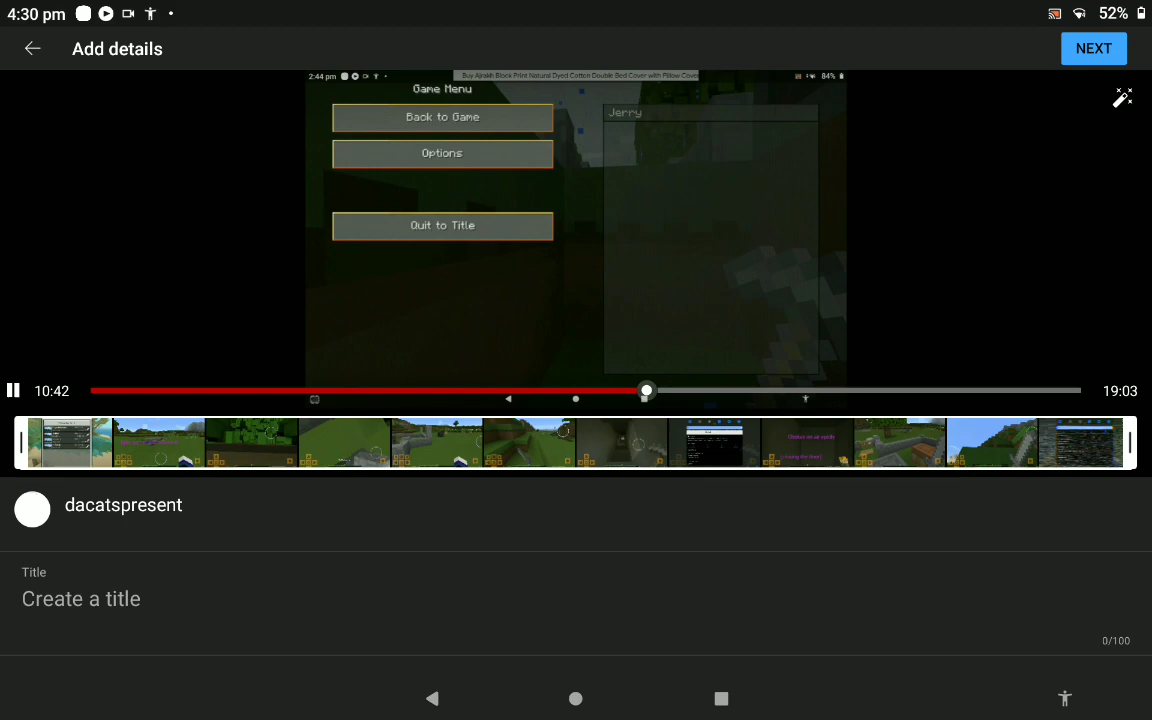 4:30 pm
52%
Add details
NEXT
2:44 pm
Buy Ajrakh Block Print Natural Dyed Cotton Double Bed Cover with Pillow Cover
84%
Game Menu
Back to Game
Jerry
Options
Quit to Title
10:42
19:03
dacatspresent
Title
Create a title
0/100